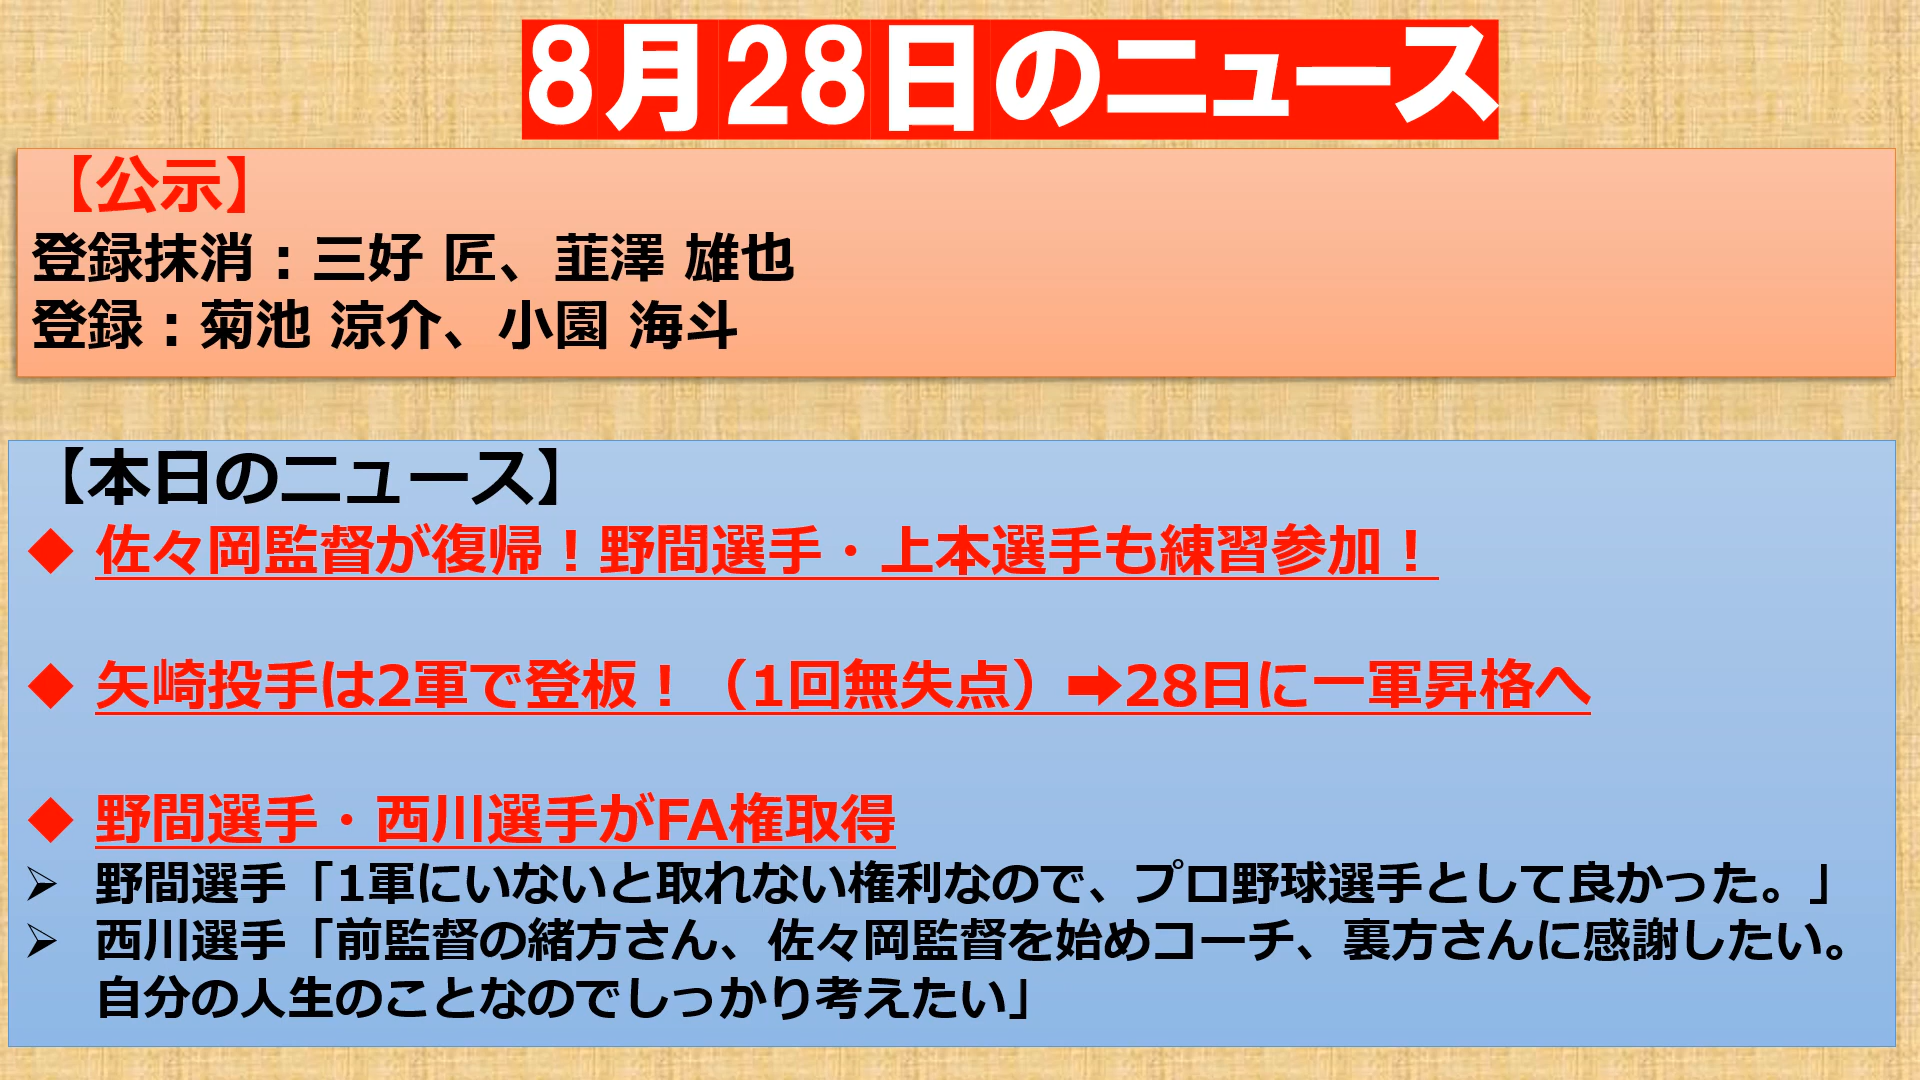 8月28日のニュース
【公示】
登録抹消：三好 匠、韮澤 雄也
登録：菊池 涼介、小園 海斗
【本日のニュース】
◆ 佐々岡監督が復帰！野間選手・上本選手も練習参加！
◆ 矢崎投手は2軍で登板！（1回無失点）➡28日に一軍昇格へ
◆ 野間選手・西川選手がFA権取得
➢ 野間選手「1軍にいないと取れない権利なので、プロ野球選手として良かった。」
➢ 西川選手「前監督の緒方さん、佐々岡監督を始めコーチ、裏方さんに感謝したい。
自分の人生のことなのでしっかり考えたい」